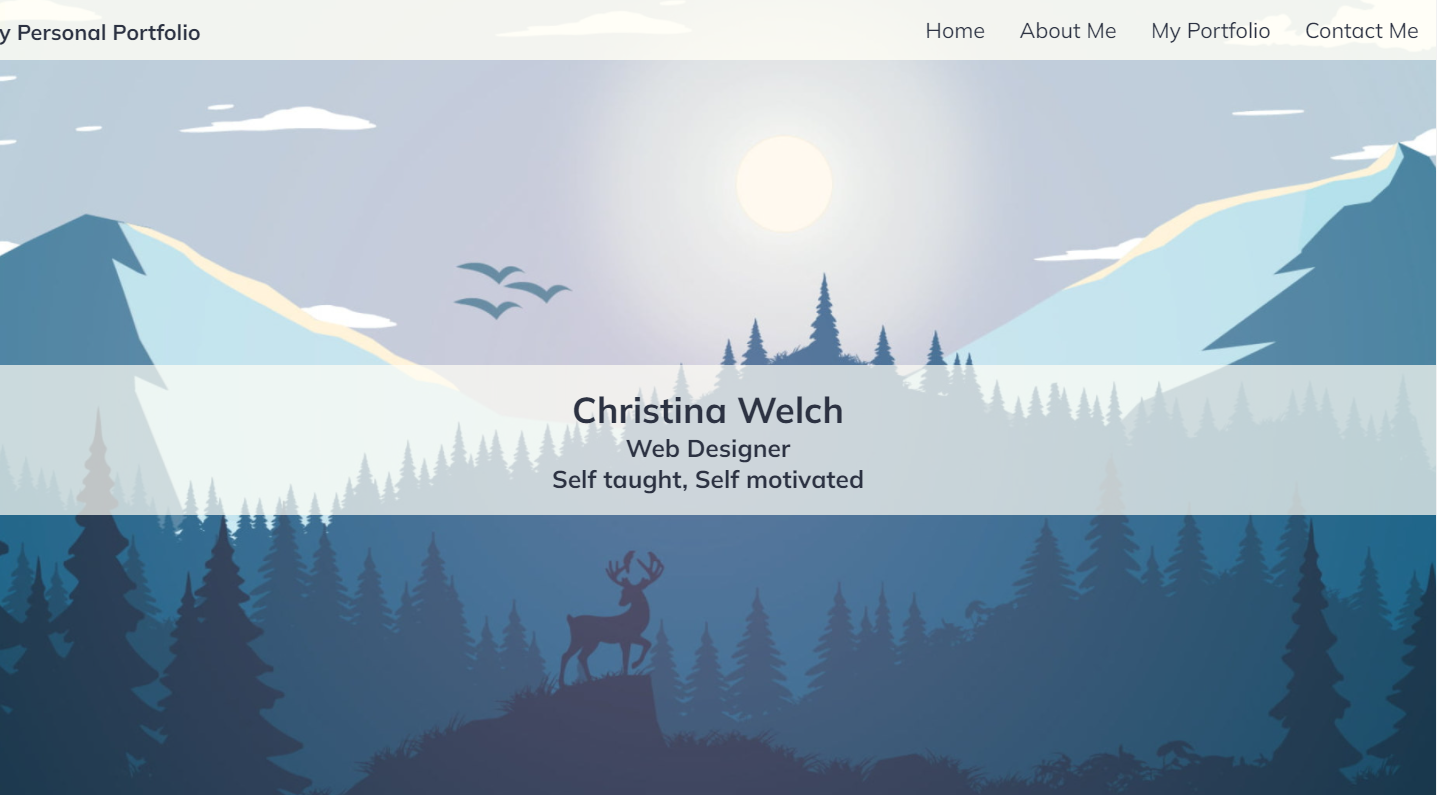 y Personal Portfolio
Home About Me My Portfolio Contact Me
Christina Welch
Web Designer
Self taught, Self motivated